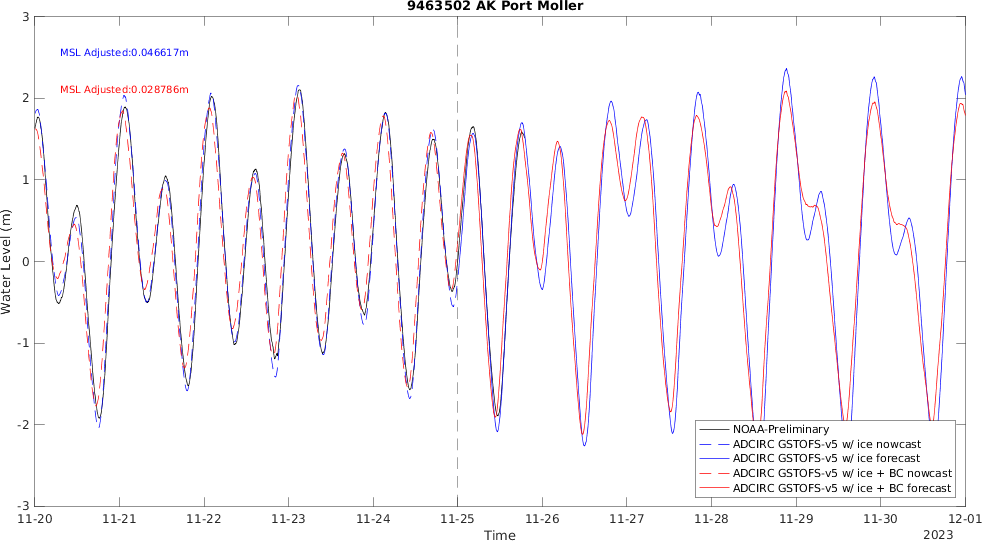 9463502 AK Port Moller
MSL Adjusted:0.046617m
MSL Adjusted:0.028786m
Water Level (m)
3
2
1
0
-1
-2
-3
NOAA-Preliminary
ADCIRC GSTOFS-v5 w/ ice nowcast
ADCIRC GSTOFS-v5 w/ ice forecast
ADCIRC GSTOFS-v5 w/ ice + BC nowcast
ADCIRC GSTOFS-v5 w/ ice + BC forecast
11-20 11-21 11-22 11-23 11-24 11-25 11-26 11-27 11-28 11-29 11-30 12-01
Time
2023